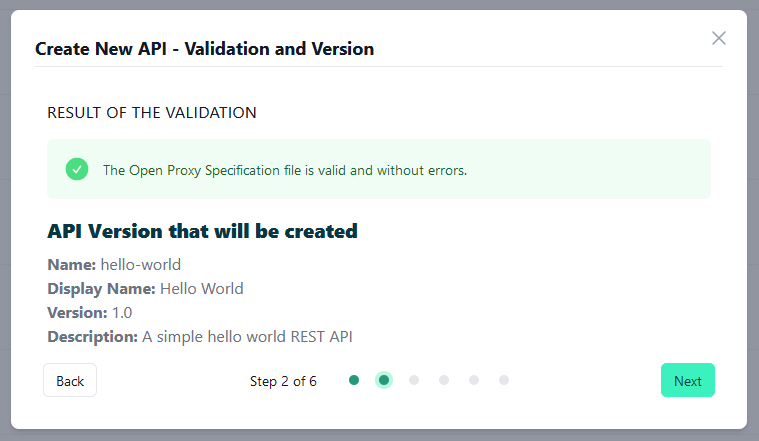 Create New API - Validation and Version
RESULT OF THE VALIDATION
The Open Proxy Specification file is valid and without errors.
API Version that will be created
Name: hello-world
Display Name: Hello World
Version: 1.0
Description: A simple hello world REST API
Back
Step 2 of 6
Next